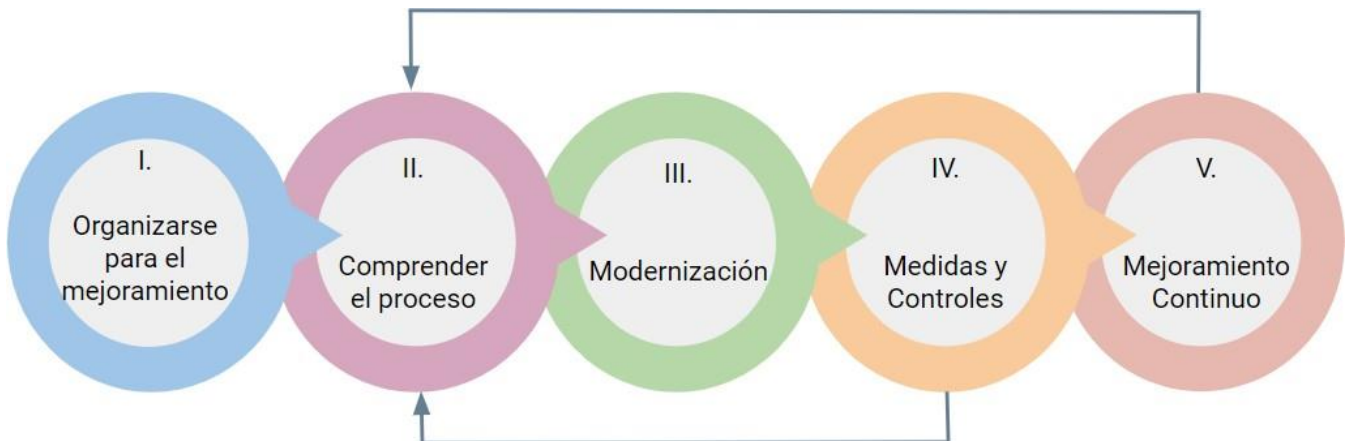 I.
Organizarse
para el
mejoramiento
II.
Comprender
el proceso
III.
Modernización
IV.
Medidas y
Controles
V.
Mejoramiento
Continuo